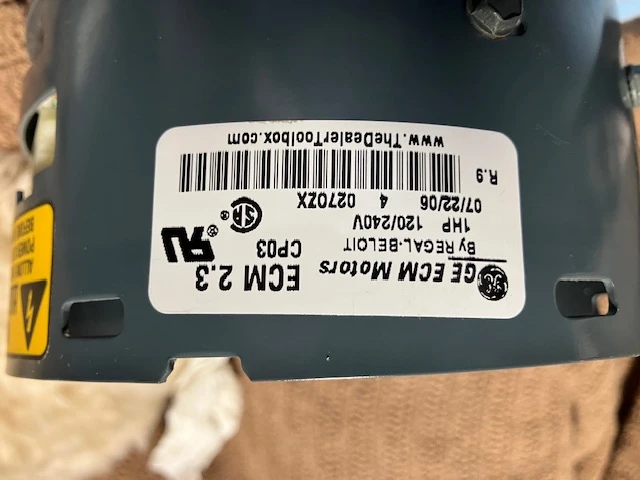 GE ECM Motors
By REGAL-BELOIT
1HP 120/240V
07/22/06 4 0270ZX
ECM 2.3
CP03
www.TheDealerToolbox.com
R.9